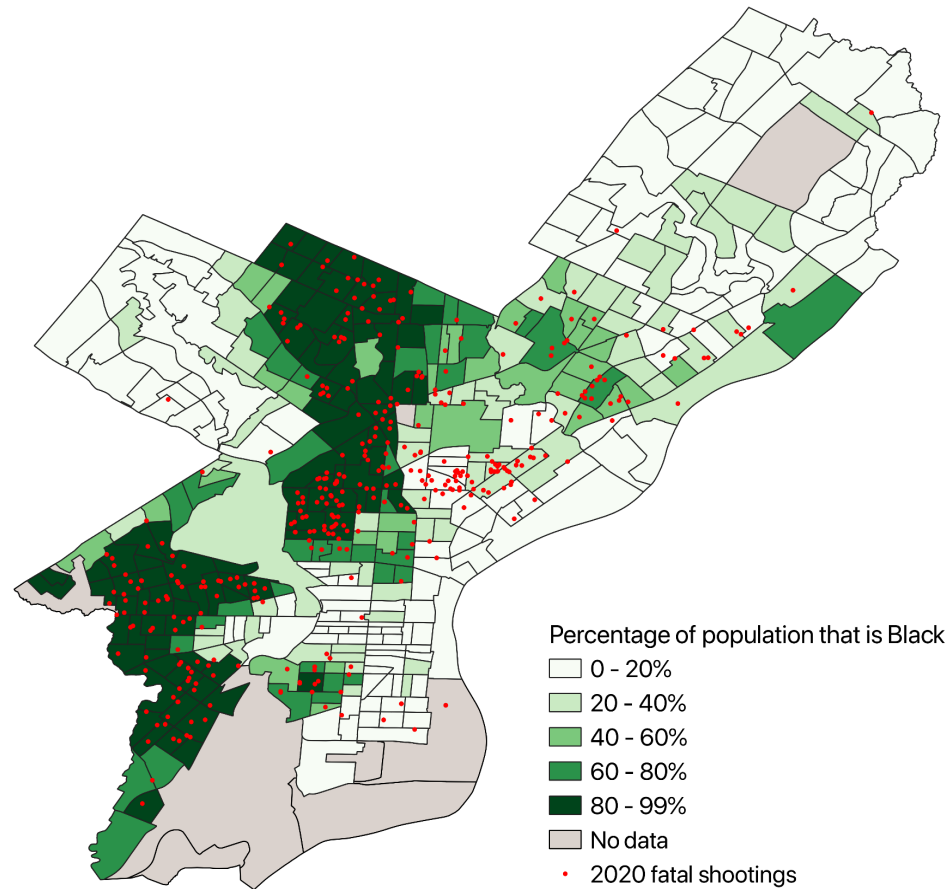 Percentage of population that is Black
0 - 20%
20 - 40%
40 - 60%
60 - 80%
80 - 99%
No data
2020 fatal shootings